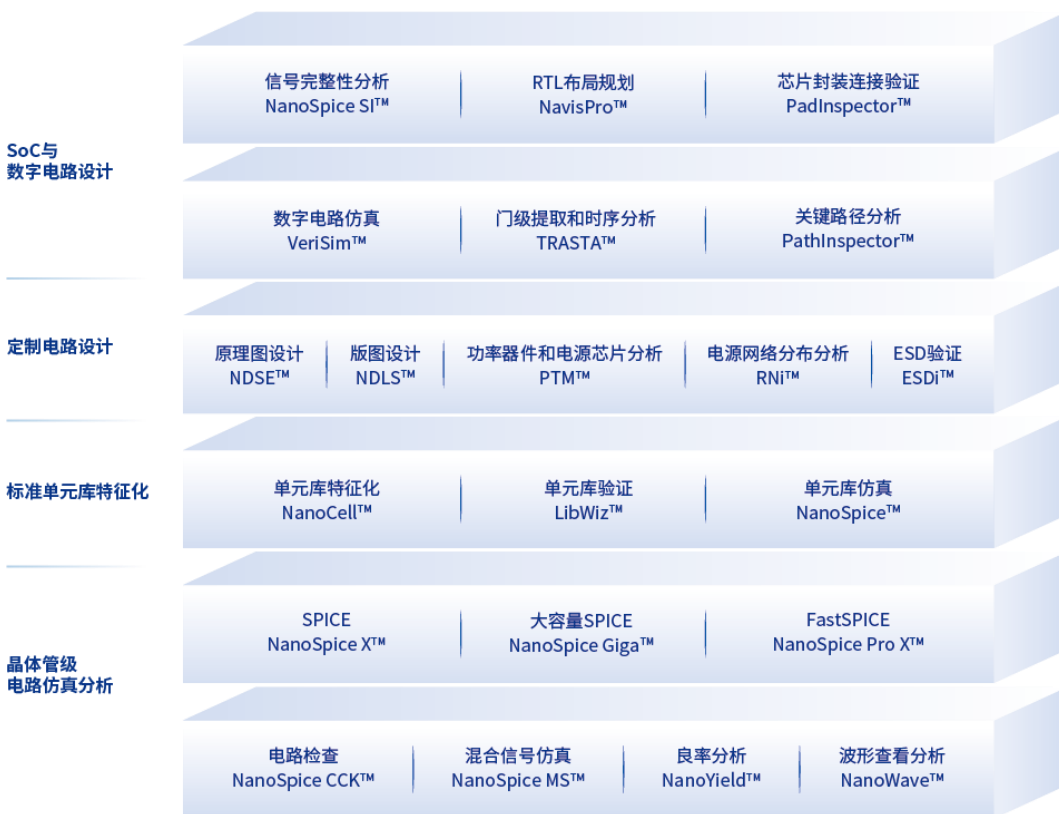 SoC与
数字电路设计
信号完整性分析
NanoSpice SI™
RTL布局规划
NavisPro™
芯片封装连接验证
PadInspector™
数字电路仿真
VeriSim™
门级提取和时序分析
TRASTA™
关键路径分析
PathInspector™
定制电路设计
原理图设计
NDSE™
版图设计
NDLS™
功率器件和电源芯片分析
PTM™
电源网络分布分析
RNi™
ESD验证
ESDi™
标准单元库特征化
单元库特征化
NanoCell™
单元库验证
LibWiz™
单元库仿真
NanoSpice™
晶体管级
电路仿真分析
SPICE
NanoSpice X™
大容量SPICE
NanoSpice Giga™
FastSPICE
NanoSpice Pro X™
电路检查
NanoSpice CCK™
混合信号仿真
NanoSpice MS™
良率分析
NanoYield™
波形查看分析
NanoWave™